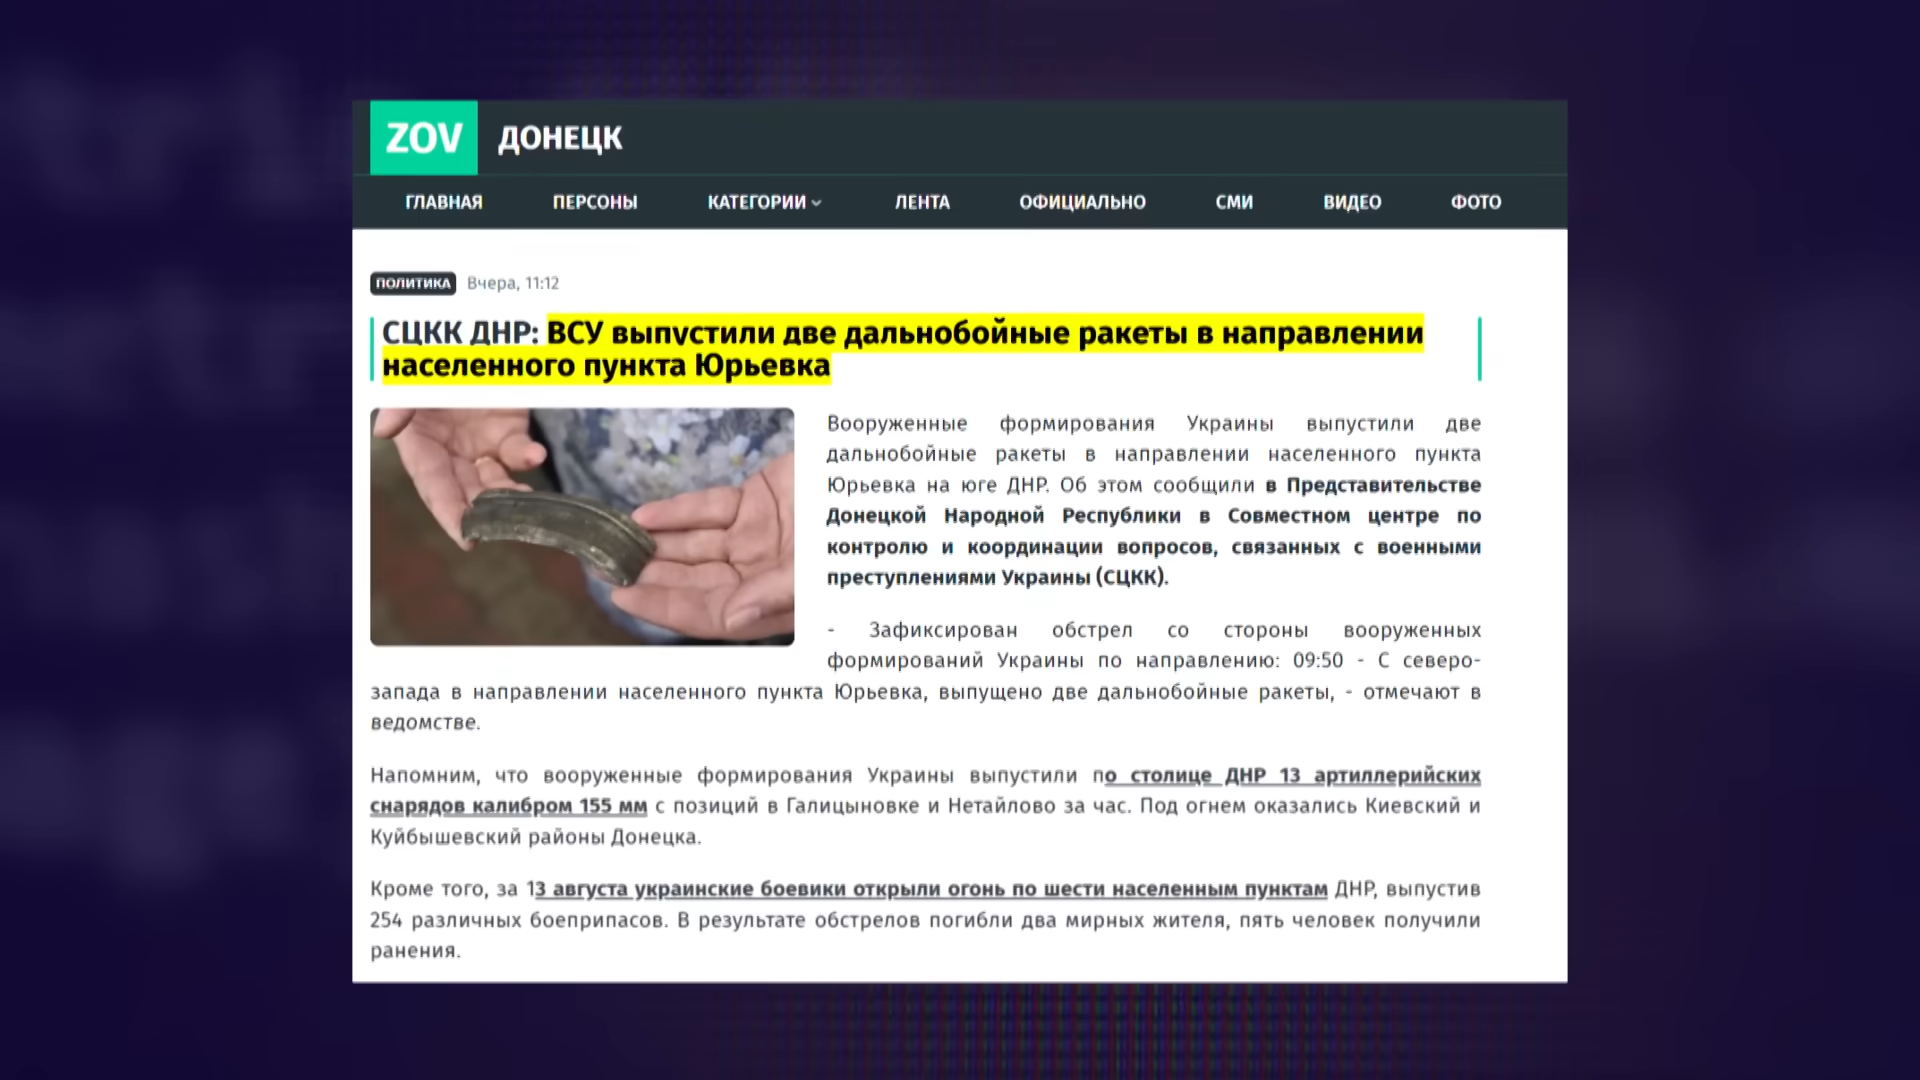 ZOV ДОНЕЦК
ГЛАВНАЯ ПЕРСОНЫ КАТЕГОРИИ ЛЕНТА ОФИЦИАЛЬНО СМИ ВИДЕО ФОТО
ПОЛИТИКА Вчера, 11:12
СЦКК ДНР: ВСУ выпустили две дальнобойные ракеты в направлении
населенного пункта Юрьевка
Вооруженные формирования Украины выпустили две
дальнобойные ракеты в направлении населенного пункта
Юрьевка на юге ДНР. Об этом сообщили в Представительстве
Донецкой Народной Республики в Совместном центре по
контролю и координации вопросов, связанных с военными
преступлениями Украины (СЦКК).
- Зафиксирован обстрел со стороны вооруженных
формирований Украины по направлению: 09:50 - С северо-
запада в направлении населенного пункта Юрьевка, выпущено две дальнобойные ракеты, - отмечают в
ведомстве.
Напомним, что вооруженные формирования Украины выпустили по столице ДНР 13 артиллерийских
снарядов калибром 155 мм с позиций в Галицыновке и Нетайлово за час. Под огнем оказались Киевский и
Куйбышевский районы Донецка.
Кроме того, за 13 августа украинские боевики открыли огонь по шести населенным пунктам ДНР, выпустив
254 различных боеприпасов. В результате обстрелов погибли два мирных жителя, пять человек получили
ранения.